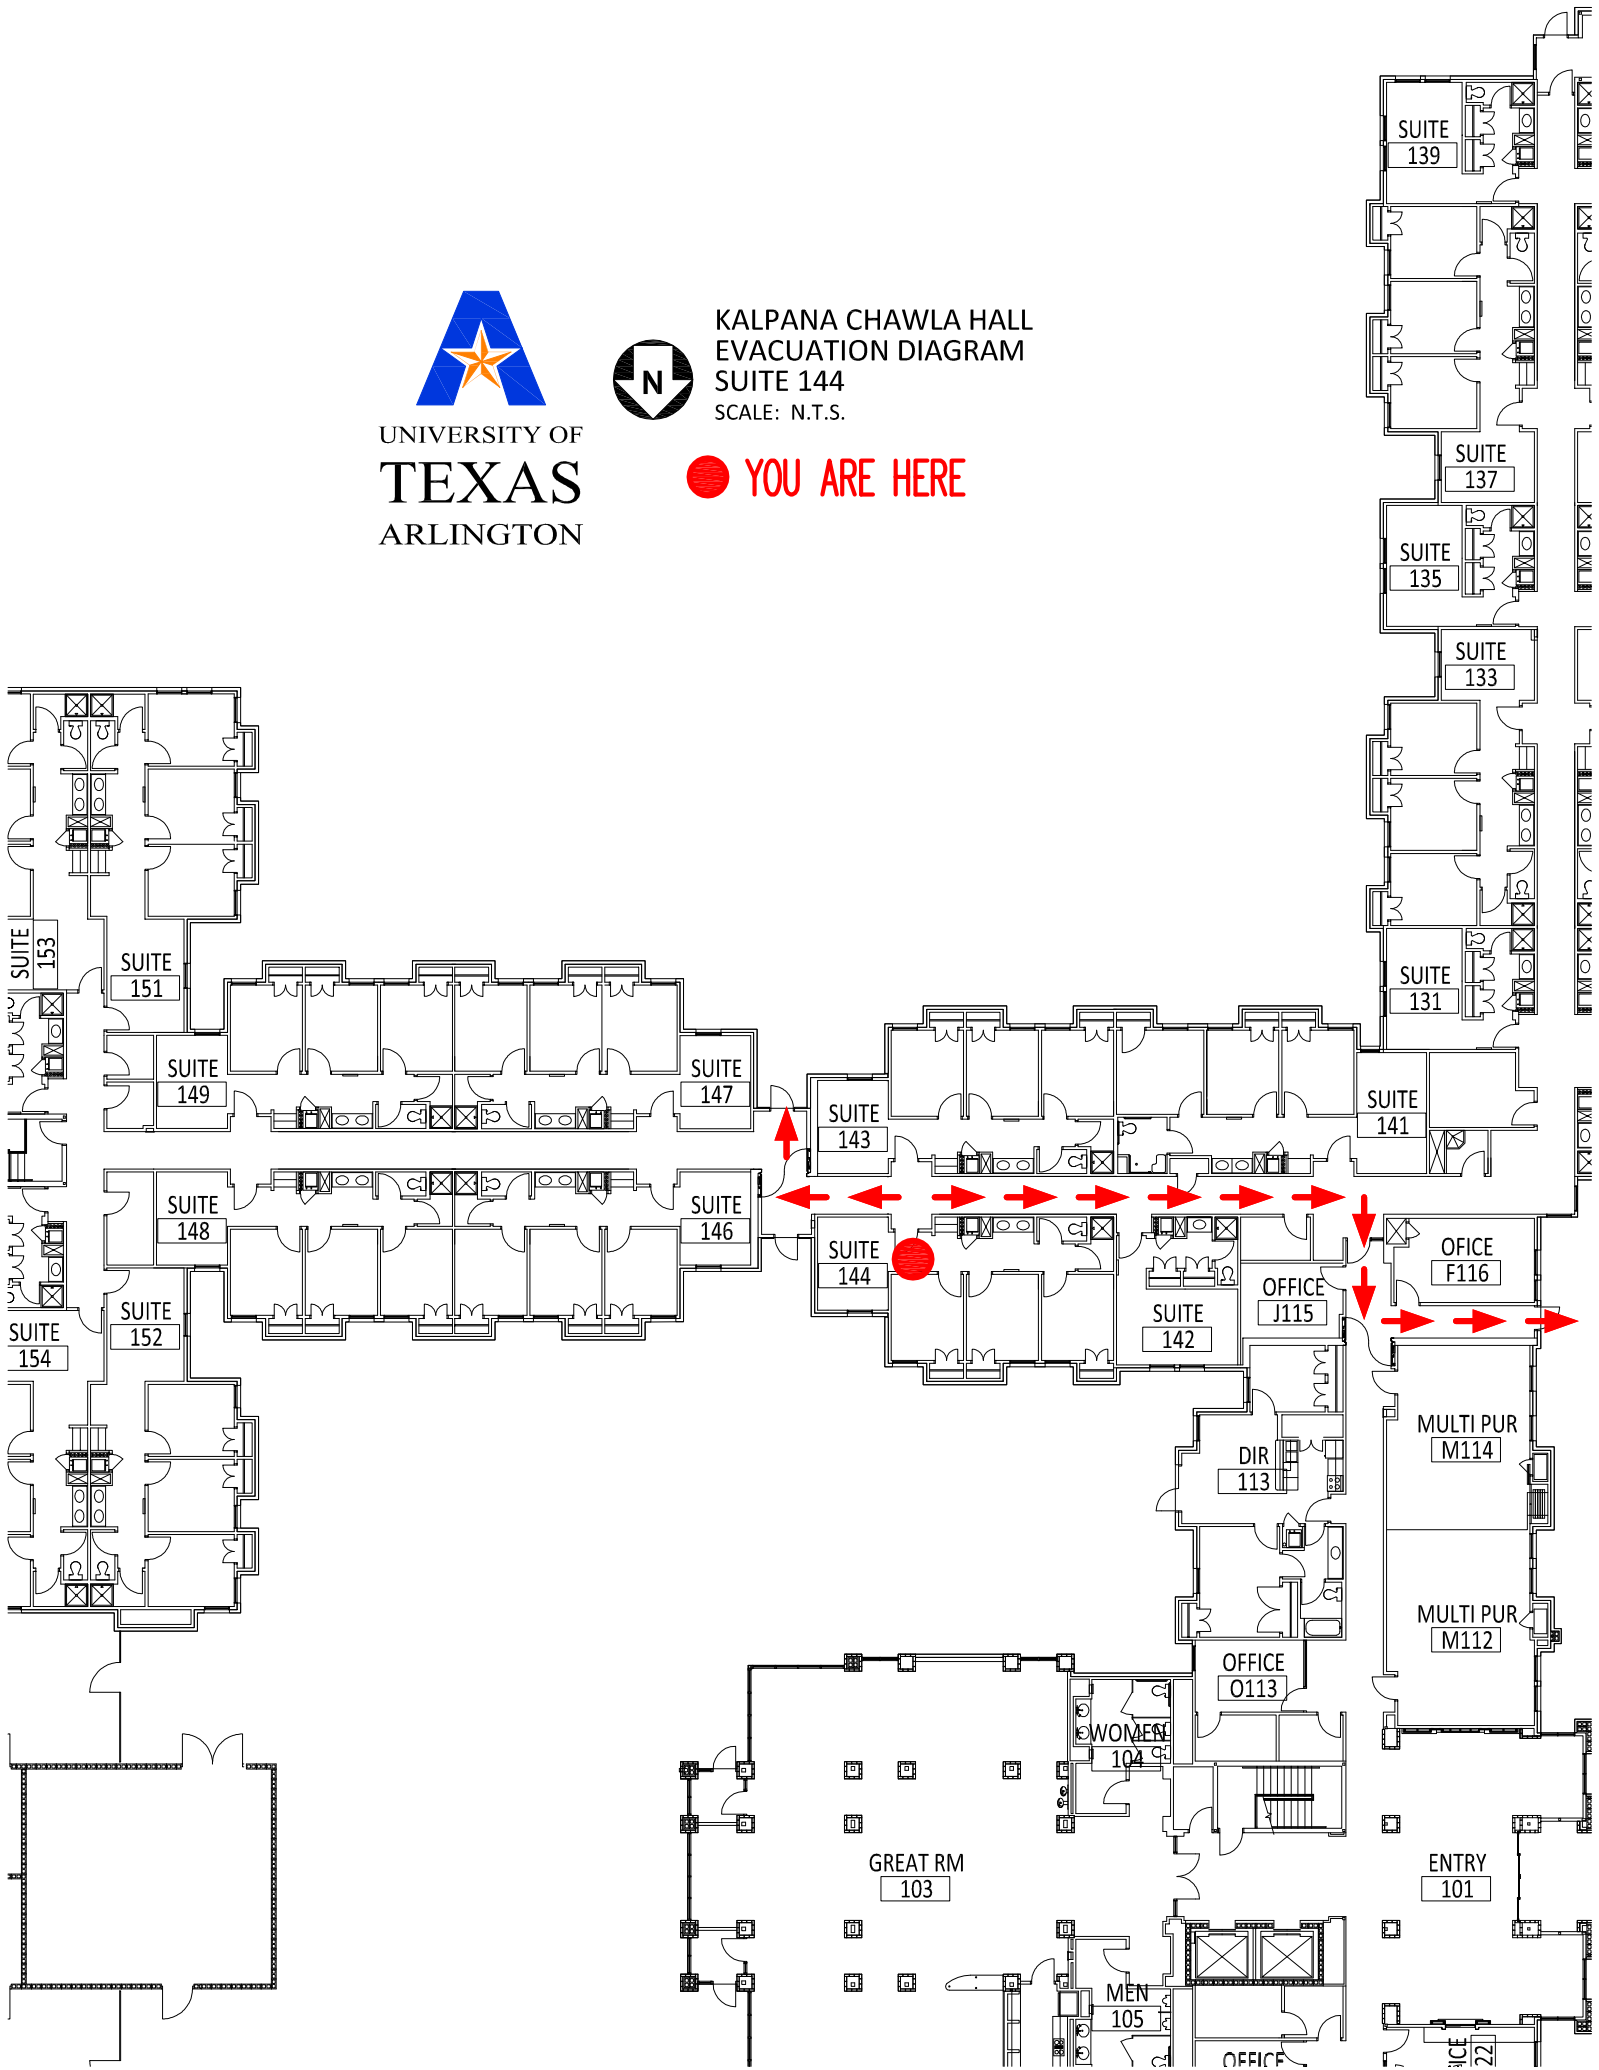 SUITE
139
KALPANA CHAWLA HALL
EVACUATION DIAGRAM
SUITE 144
SCALE: N.T.S.
N
YOU ARE HERE
UNIVERSITY OF
TEXAS
ARLINGTON
SUITE
137
SUITE
135
SUITE
133
SUITE
153
SUITE
151
SUITE
131
SUITE
149
SUITE
147
SUITE
143
SUITE
141
SUITE
148
SUITE
146
SUITE
144
OFICE
F116
OFFICE
J115
SUITE
142
SUITE
154
SUITE
152
MULTI PUR
M114
DIR
113
MULTI PUR
M112
OFFICE
O113
WOMEN
104
GREAT RM
103
ENTRY
101
MEN
105
OFFICE
ICE
22